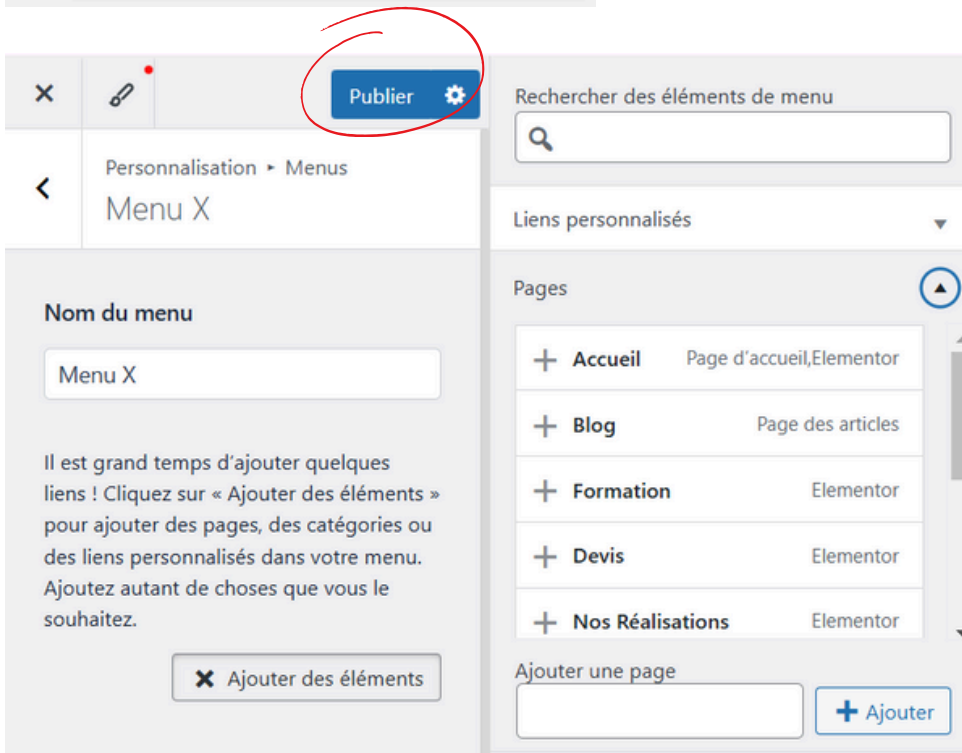 Publier
Personnalisation ▸ Menus
Menu X
Nom du menu
Menu X
Il est grand temps d'ajouter quelques
liens ! Cliquez sur « Ajouter des éléments »
pour ajouter des pages, des catégories ou
des liens personnalisés dans votre menu.
Ajoutez autant de choses que vous le
souhaitez.
Ajouter des éléments
Rechercher des éléments de menu
Liens personnalisés
Pages
Accueil Page d'accueil,Elementor
Blog Page des articles
Formation Elementor
Devis Elementor
Nos Réalisations Elementor
Ajouter une page
Ajouter